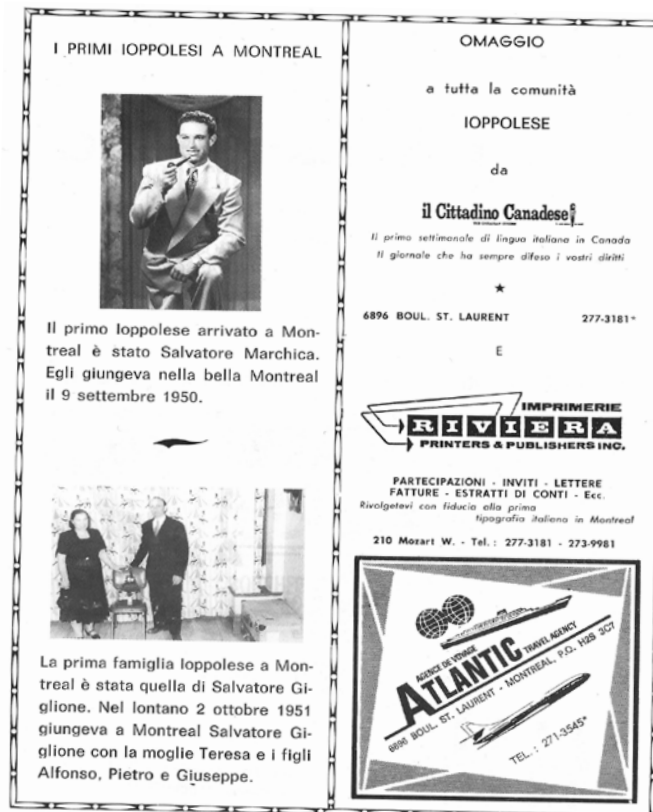 I PRIMI IOPPOLESI A MONTREAL
Il primo Ioppolese arrivato a Mon-
treal è stato Salvatore Marchica.
Egli giungeva nella bella Montreal
il 9 settembre 1950.
La prima famiglia Ioppolese a Mon-
treal è stata quella di Salvatore Gi-
glione. Nel lontano 2 ottobre 1951
giungeva a Montreal Salvatore Gi-
glione con la moglie Teresa e i figli
Alfonso, Pietro e Giuseppe.
OMAGGIO
a tutta la comunità
IOPPOLESE
da
il Cittadino Canadese
Il primo settimanale di lingua italiana in Canada
Il giornale che ha sempre difeso i vostri diritti
6896 BOUL. ST. LAURENT 277-3181*
E
IMPRIMERIE
RIVIERA
PRINTERS & PUBLISHERS INC.
PARTECIPAZIONI - INVITI - LETTERE
FATTURE - ESTRATTI DI CONTI - Ecc.
Rivolgetevi con fiducia alla prima
tipografia italiana in Montreal
210 Mozart W. - Tel. : 277-3181 - 273-9981
AGENCE DE VOYAGE
ATLANTIC TRAVEL AGENCY
6896 BOUL. ST. LAURENT - MONTREAL, P.Q. H2S 3C7
TEL. : 271-3545*